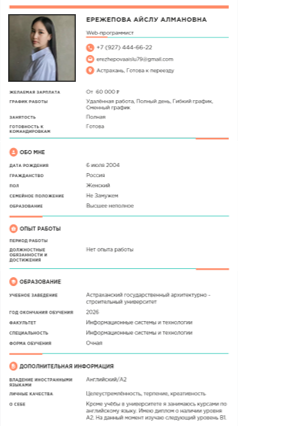 ЕРЕЖЕПОВА АЙСЛУ АЛМАНОВНА
Web-программист
+7 (927) 444-66-22
erezhepovaaislu79@gmail.com
Астрахань, Готова к переезду
ЖЕЛАЕМАЯ ЗАРПЛАТА От 60 000 ₽
ГРАФИК РАБОТЫ Удалённая работа, Полный день, Гибкий график,
Сменный график
ЗАНЯТОСТЬ Полная
ГОТОВНОСТЬ К Готова
КОМАНДИРОВКАМ
ОБО МНЕ
ДАТА РОЖДЕНИЯ 6 июля 2004
ГРАЖДАНСТВО Россия
ПОЛ Женский
СЕМЕЙНОЕ ПОЛОЖЕНИЕ Не Замужем
ОБРАЗОВАНИЕ Высшее неполное
ОПЫТ РАБОТЫ
ПЕРИОД РАБОТЫ
ДОЛЖНОСТНЫЕ Нет опыта работы
ОБЯЗАННОСТИ И
ДОСТИЖЕНИЯ
ОБРАЗОВАНИЕ
УЧЕБНОЕ ЗАВЕДЕНИЕ Астраханский государственный архитектурно -
строительный университет
ГОД ОКОНЧАНИЯ ОБУЧЕНИЯ 2026
ФАКУЛЬТЕТ Информационные системы и технологии
СПЕЦИАЛЬНОСТЬ Информационные системы и технологии
ФОРМА ОБУЧЕНИЯ Очная
ДОПОЛНИТЕЛЬНАЯ ИНФОРМАЦИЯ
ВЛАДЕНИЕ ИНОСТРАННЫМИ Английский/А2
ЯЗЫКАМИ
ЛИЧНЫЕ КАЧЕСТВА Целеустремлённость, терпение, креативность.
О СЕБЕ Кроме учёбы в университете я занимаюсь курсами по
английскому языку. Имею диплом о наличии уровня
А2. На данный момент изучаю следующий уровень В1.